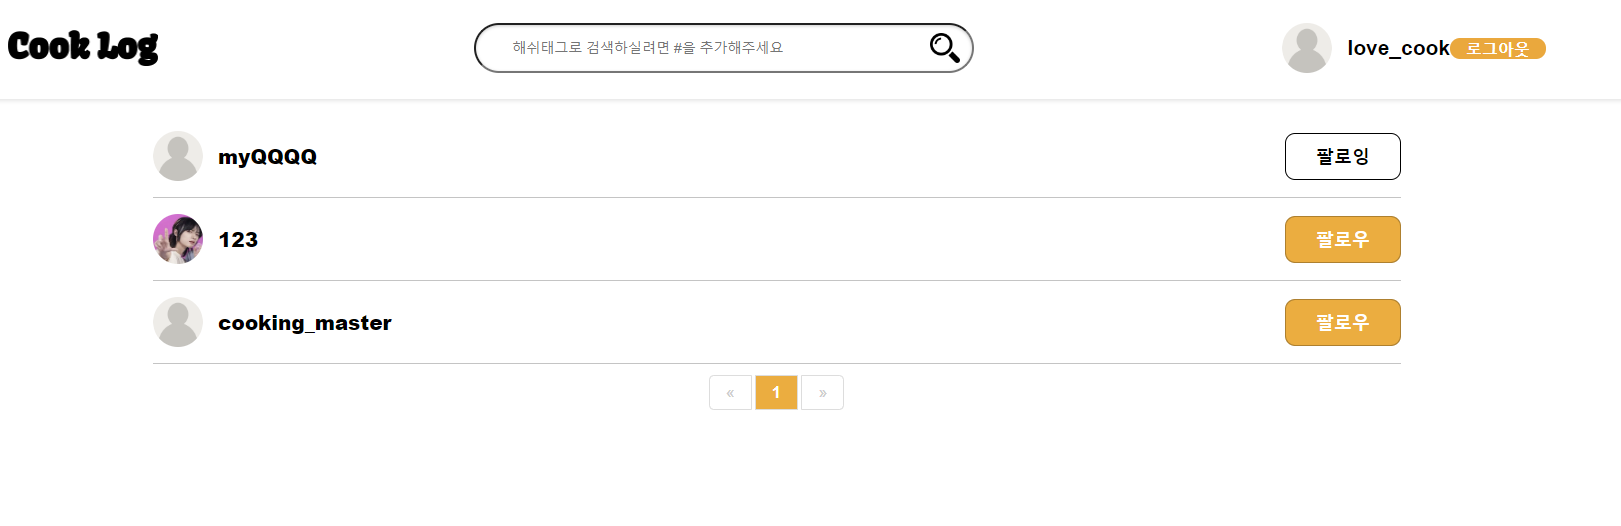 Cook Log
해쉬태그로 검색하실려면 #을 추가해주세요
love_cook 로그아웃
myQQQQ 팔로잉
123 팔로우
cooking_master 팔로우
« 1 »